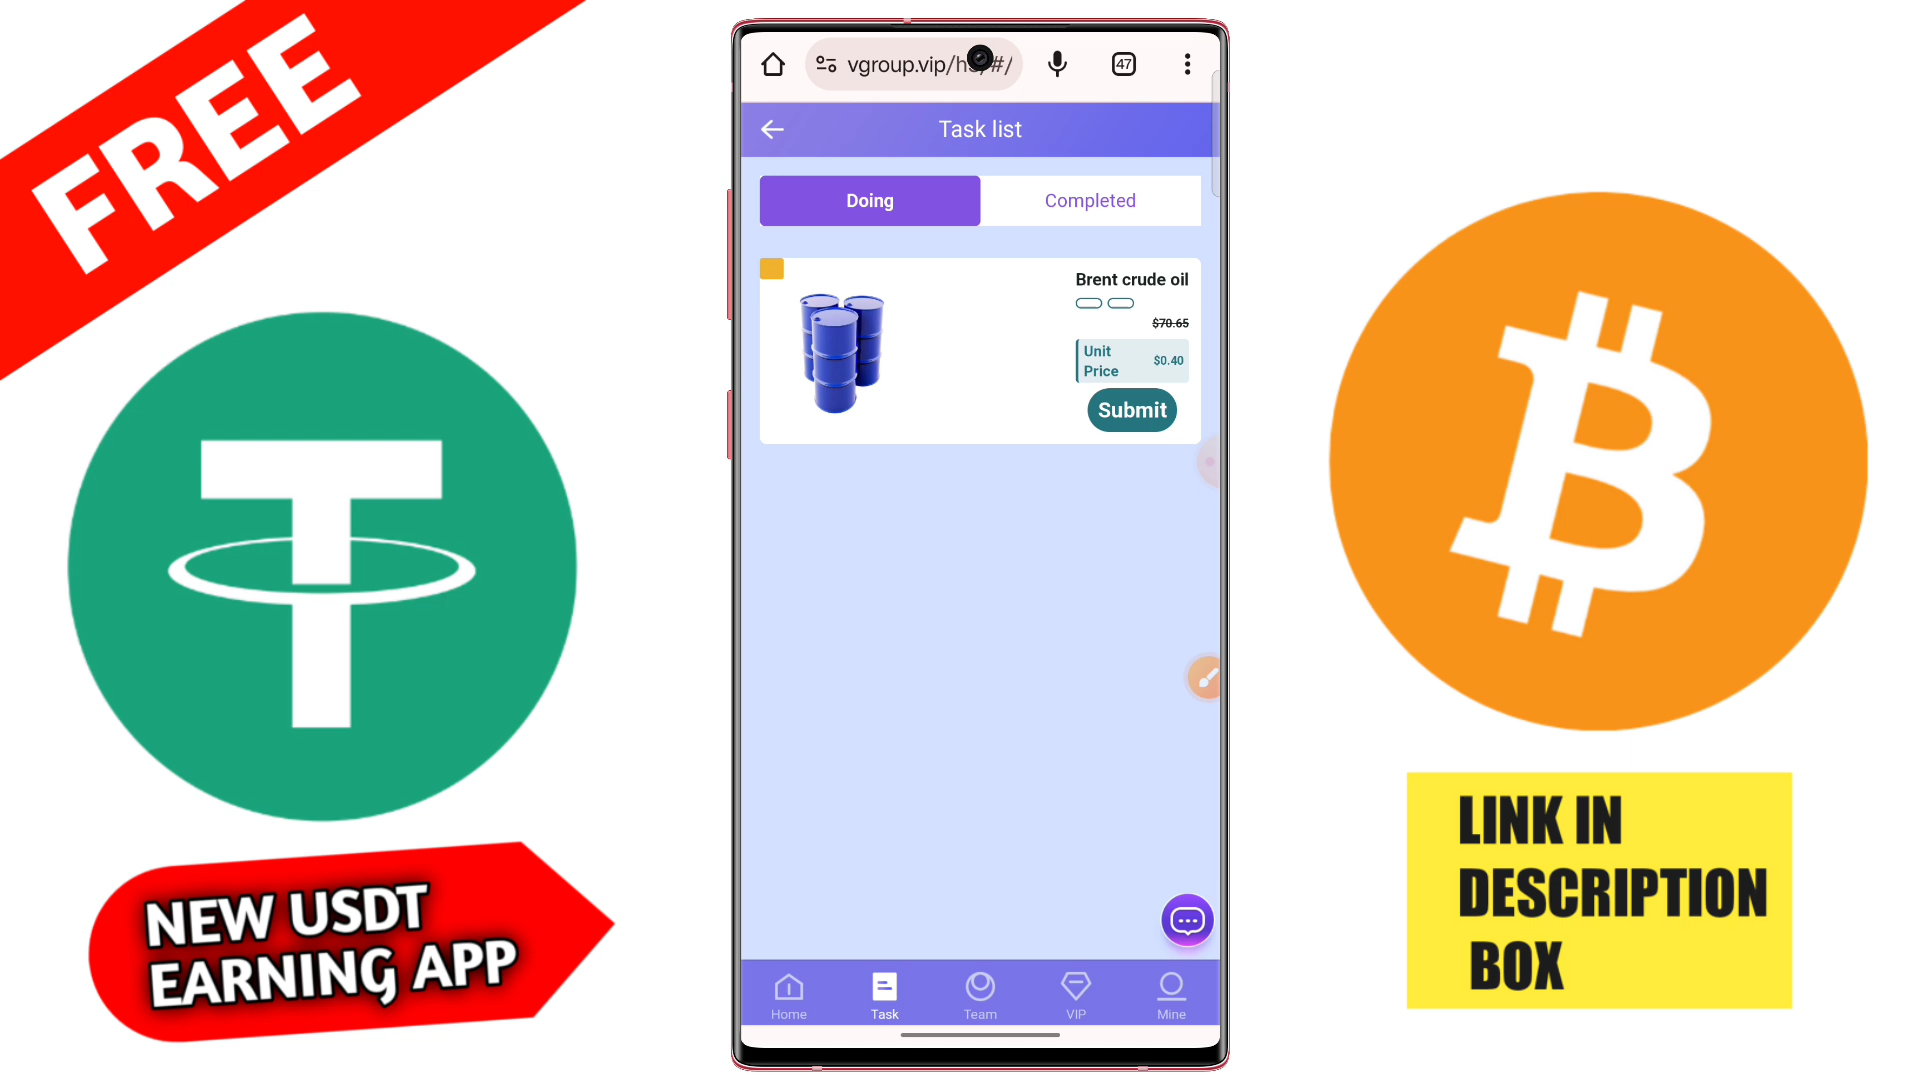 FREE
vgroup.vip/h5/#/
47
Task list
Doing
Completed
Brent crude oil
$70.65
Unit
Price
$0.40
Submit
Home
Task
Team
VIP
Mine
NEW USDT
EARNING APP
LINK IN
DESCRIPTION
BOX